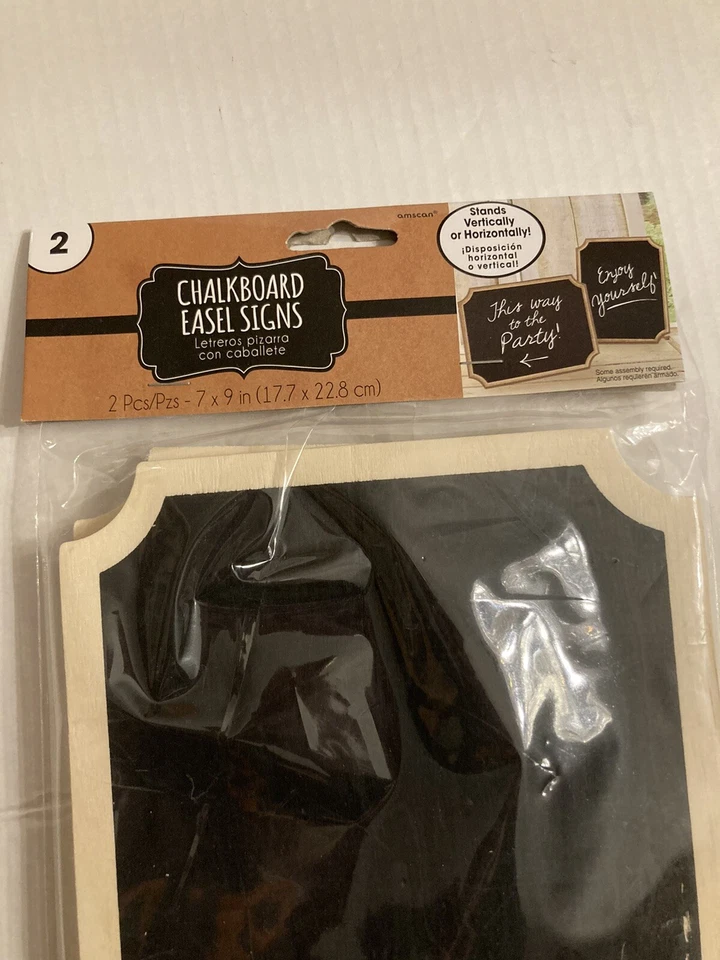 2
amscan®
CHALKBOARD
EASEL SIGNS
Letreros pizarra
con caballete
2 Pcs/Pzs - 7 x 9 in (17.7 x 22.8 cm)
Stands
Vertically
or Horizontally!
¡Disposición
horizontal
o vertical!
This way
to the
Party!
←
Enjoy
Yourself!
Some assembly required.
Algunos requieren armado.